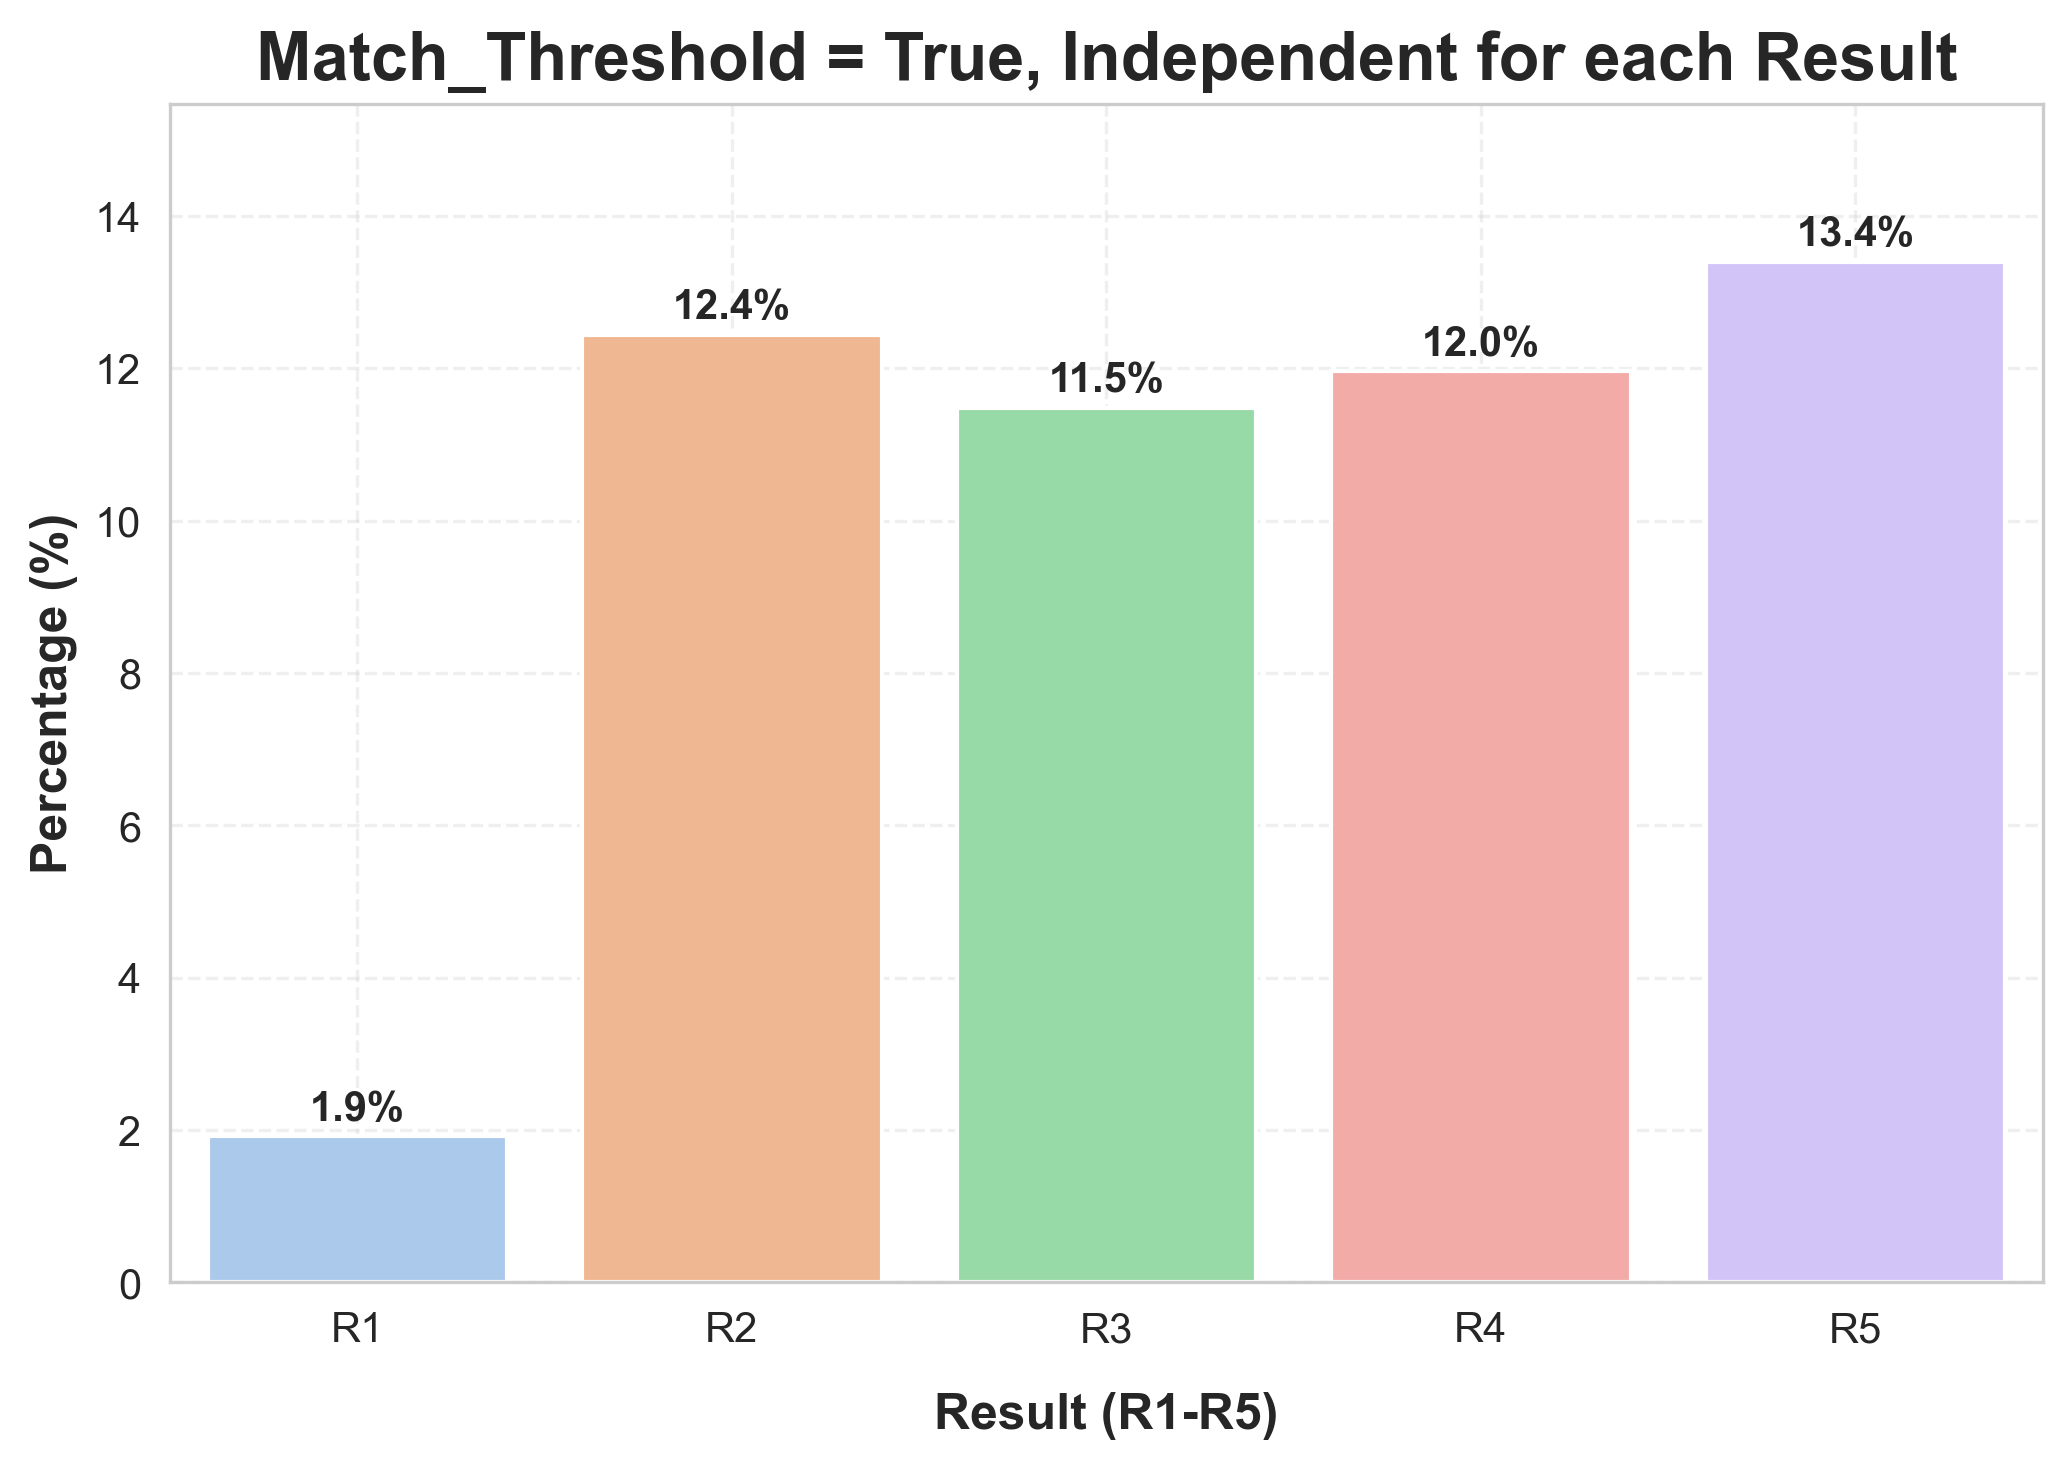 Match_Threshold = True, Independent for each Result
Percentage (%)
14
12
10
8
6
4
2
0
1.9%
12.4%
11.5%
12.0%
13.4%
R1
R2
R3
R4
R5
Result (R1-R5)